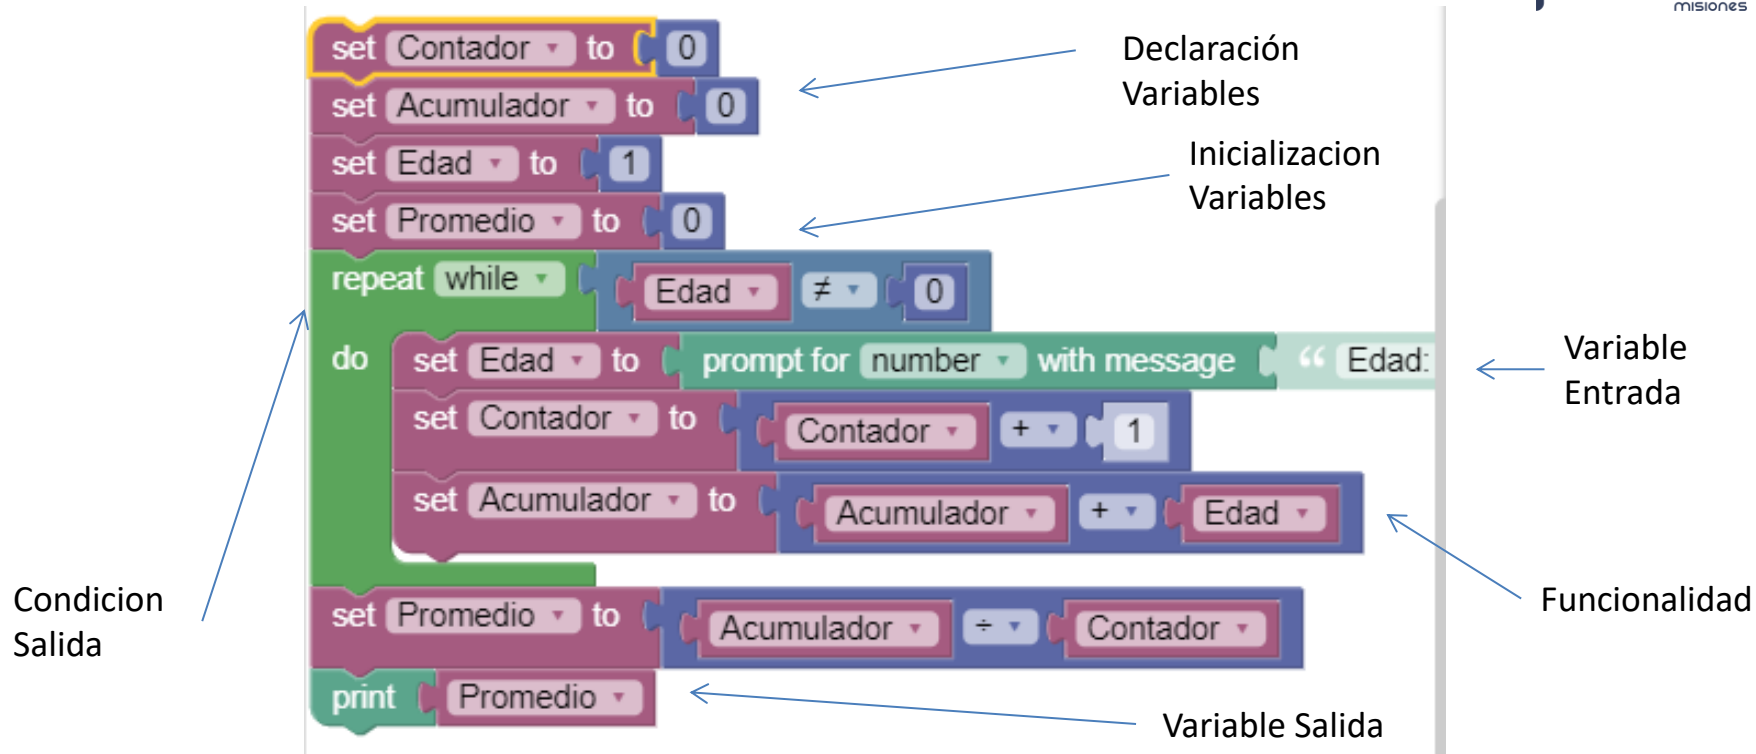 misiones
set Contador to 0
Declaración
Variables
set Acumulador to 0
set Edad to 1
Inicializacion
Variables
set Promedio to 0
repeat while Edad ≠ 0
do set Edad to prompt for number with message “ Edad:
Variable
Entrada
set Contador to Contador + 1
set Acumulador to Acumulador + Edad
Condicion
Salida
Funcionalidad
set Promedio to Acumulador ÷ Contador
print Promedio
Variable Salida